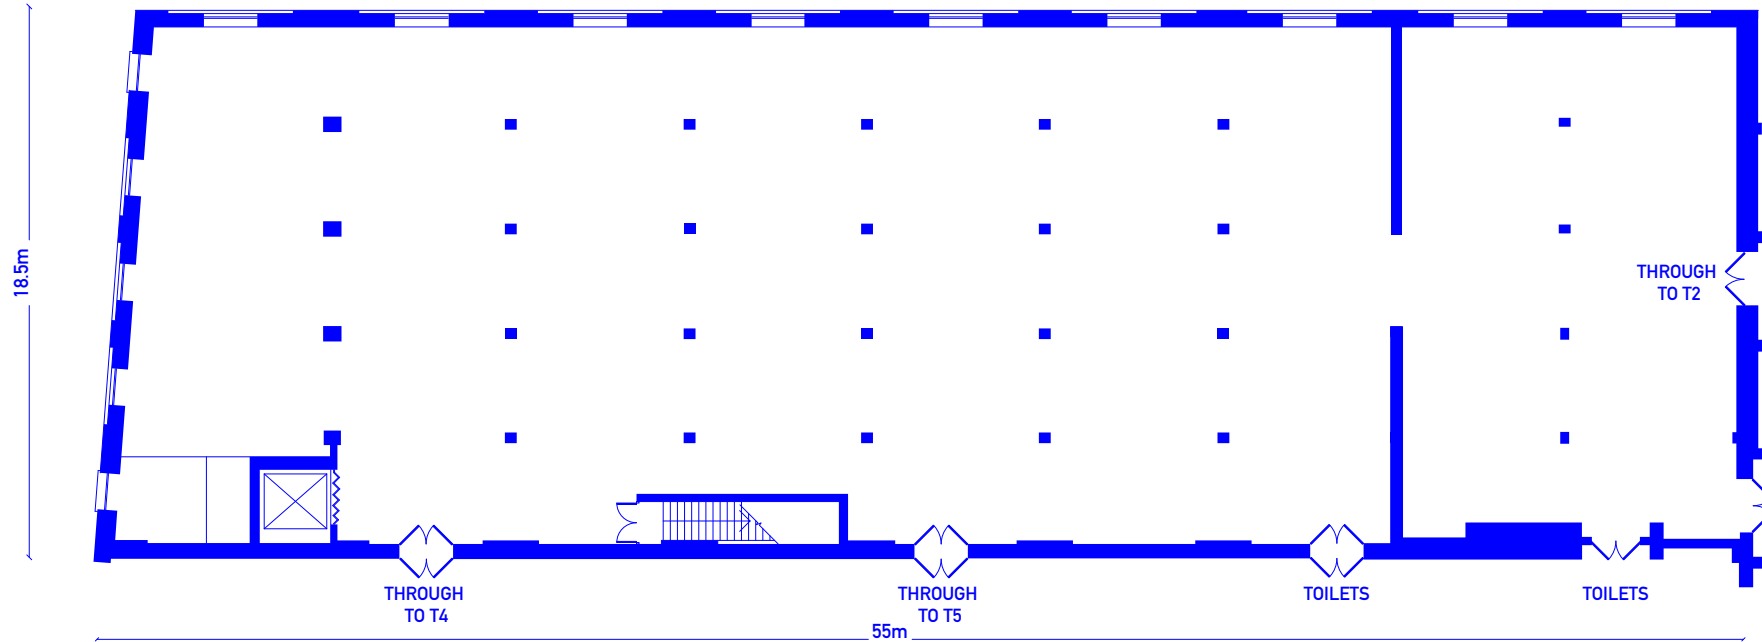 18.5m
THROUGH
TO T2
THROUGH
TO T4
THROUGH
TO T5
TOILETS
TOILETS
55m